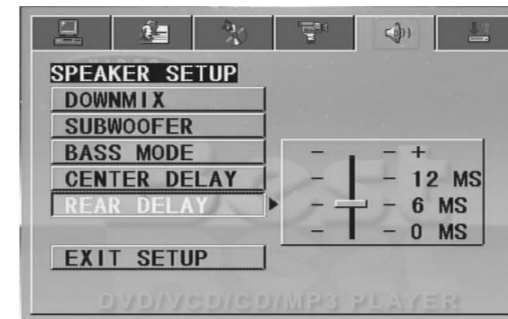 SPEAKER SETUP
DOWNMIX
SUBWOOFER
BASS MODE
CENTER DELAY
REAR DELAY
EXIT SETUP
- - +
- - 12 MS
- - 6 MS
- - 0 MS
DVD/VCD/CD/MP3 PLAYER